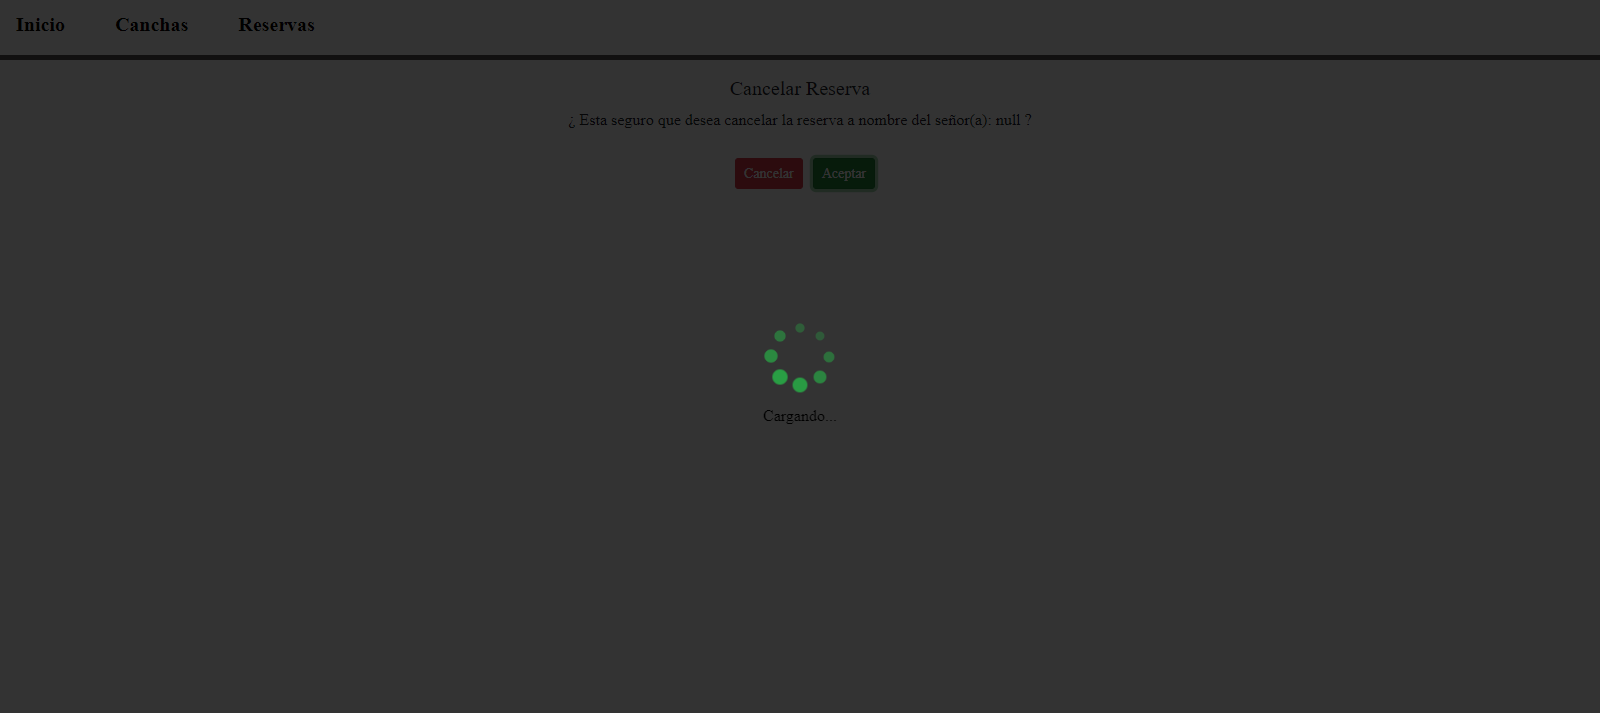 Inicio Canchas Reservas
Cancelar Reserva
¿ Esta seguro que desea cancelar la reserva a nombre del señor(a): null ?
Cancelar Aceptar
Cargando...